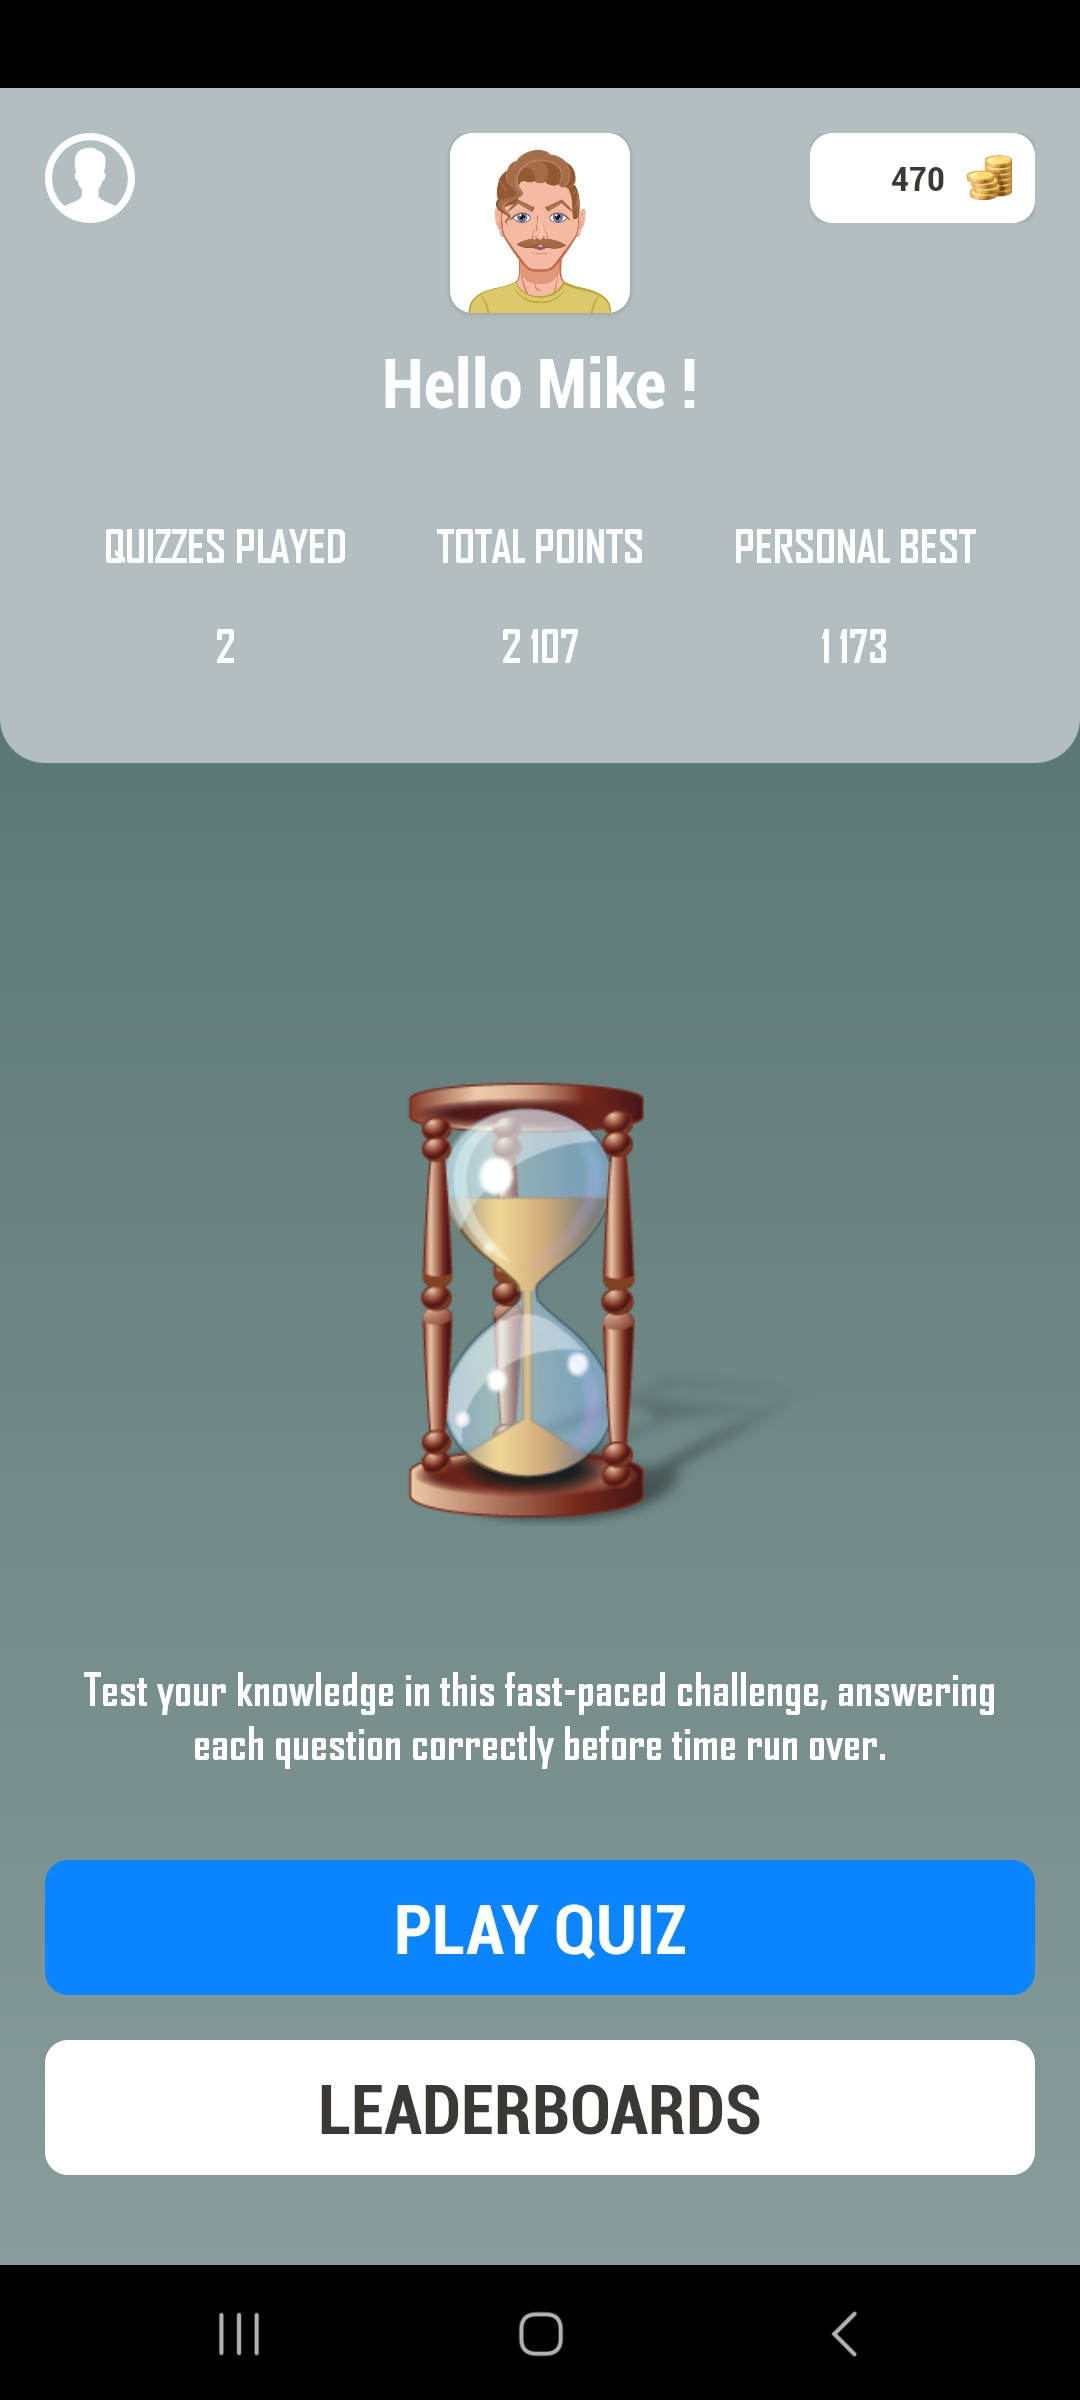 470
Hello Mike !
QUIZZES PLAYED TOTAL POINTS PERSONAL BEST
2 2 107 1 173
Test your knowledge in this fast-paced challenge, answering
each question correctly before time run over.
PLAY QUIZ
LEADERBOARDS